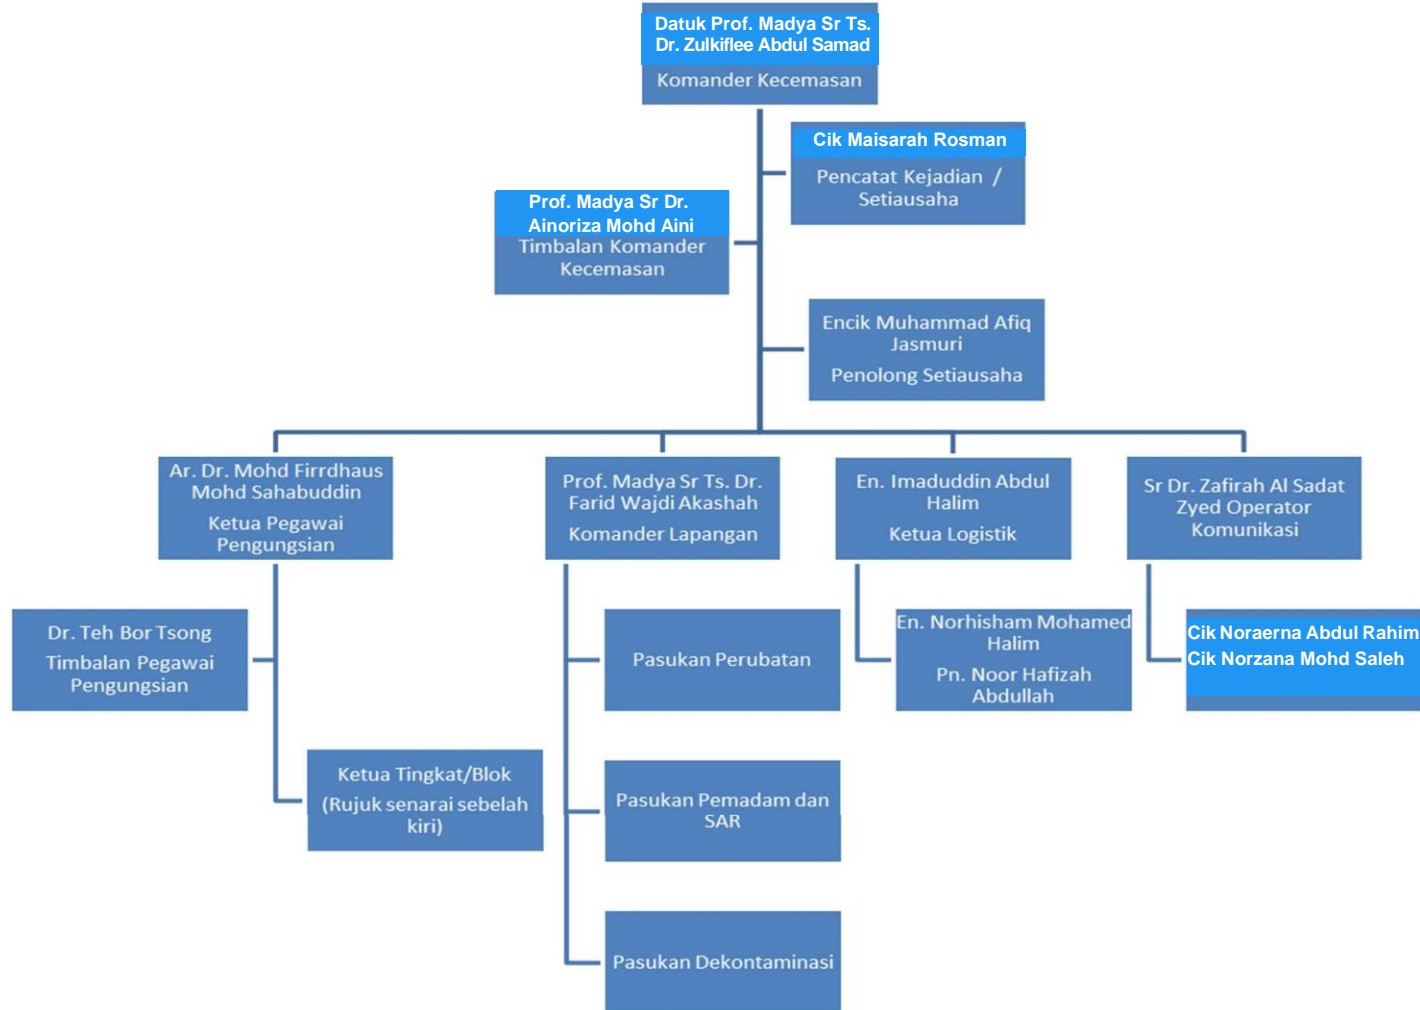 Datuk Prof. Madya Sr Ts.
Dr. Zulkiflee Abdul Samad
Komander Kecemasan
Cik Maisarah Rosman
Pencatat Kejadian /
Setiausaha
Prof. Madya Sr Dr.
Ainoriza Mohd Aini
Timbalan Komander
Kecemasan
Encik Muhammad Afiq
Jasmuri
Penolong Setiausaha
Ar. Dr. Mohd Firrdhaus
Mohd Sahabuddin
Ketua Pegawai
Pengungsian
Prof. Madya Sr Ts. Dr.
Farid Wajdi Akashah
Komander Lapangan
En. Imaduddin Abdul
Halim
Ketua Logistik
Sr Dr. Zafirah Al Sadat
Zyed Operator
Komunikasi
Dr. Teh Bor Tsong
Timbalan Pegawai
Pengungsian
Pasukan Perubatan
En. Norhisham Mohamed
Halim
Pn. Noor Hafizah
Abdullah
Cik Noraerna Abdul Rahim
Cik Norzana Mohd Saleh
Ketua Tingkat/Blok
(Rujuk senarai sebelah
kiri)
Pasukan Pemadam dan
SAR
Pasukan Dekontaminasi